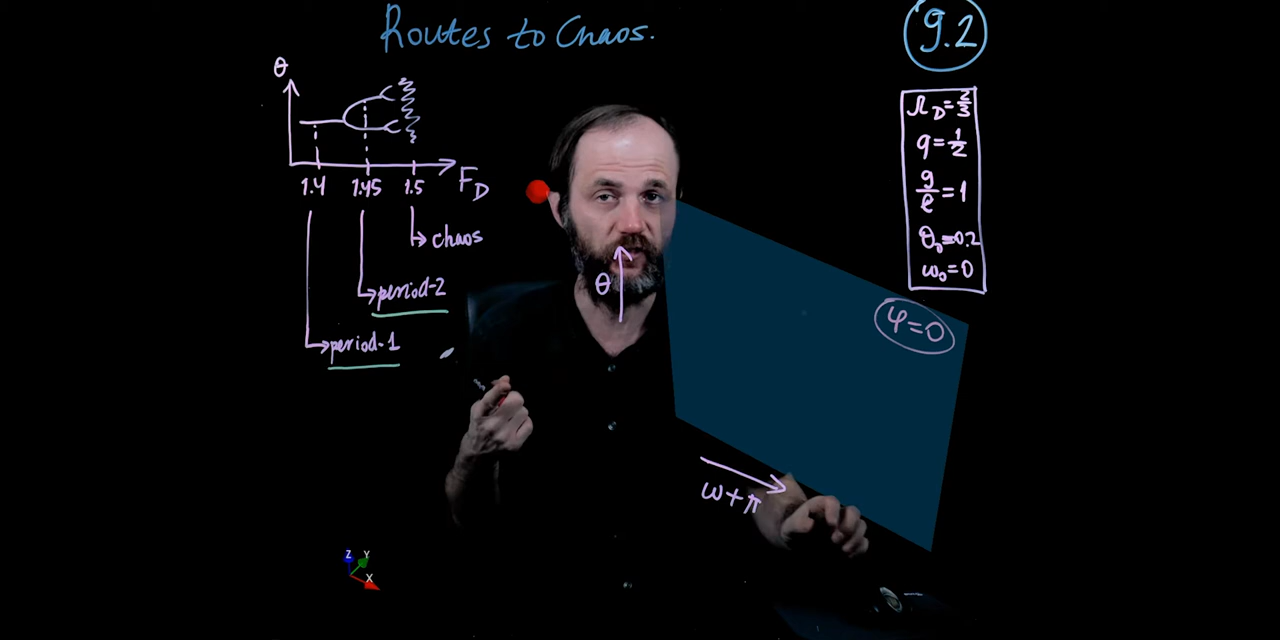 Routes to Chaos.
9.2
θ
1.4 1.45 1.5 F_D
chaos
period-2
period-1
Ω_D = 2/3
q = 1/2
g/ℓ = 1
θ₀ = 0.2
ω₀ = 0
φ = 0
θ
ω + π
Z
Y
X